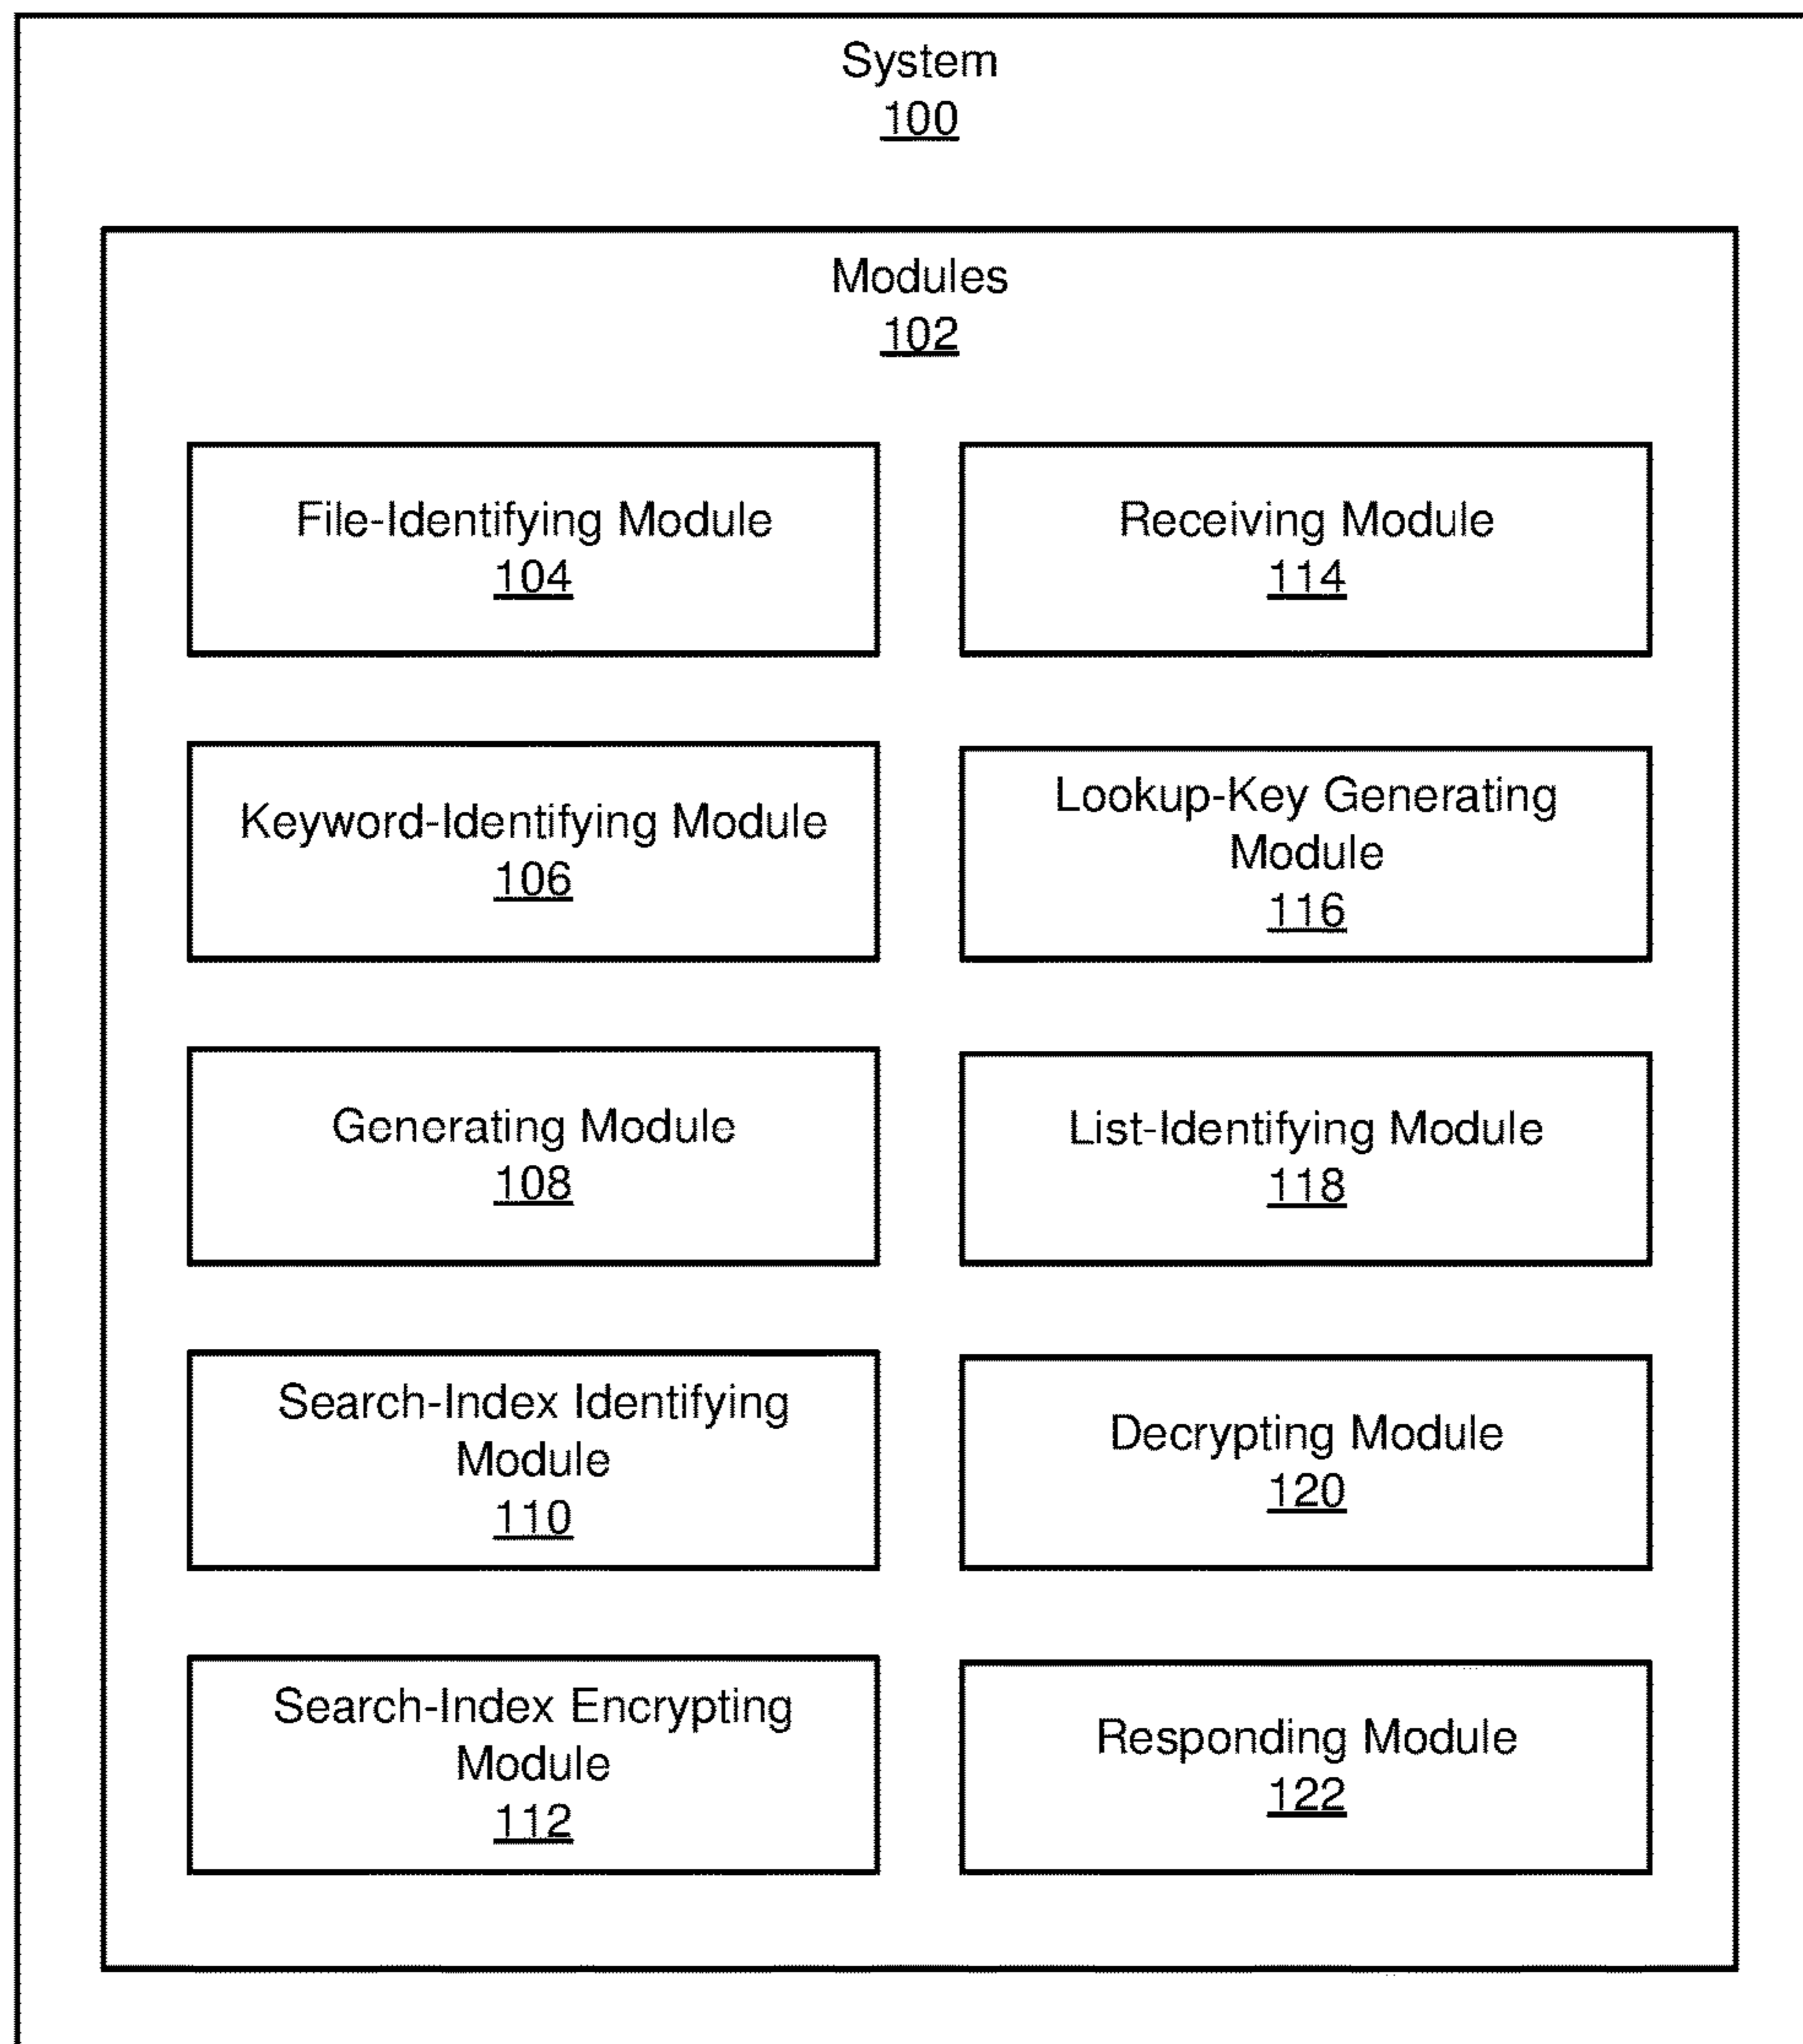 System
100
Modules
102
File-Identifying Module
104
Receiving Module
114
Keyword-Identifying Module
106
Lookup-Key Generating
Module
116
Generating Module
108
List-Identifying Module
118
Search-Index Identifying
Module
110
Decrypting Module
120
Search-Index Encrypting
Module
112
Responding Module
122